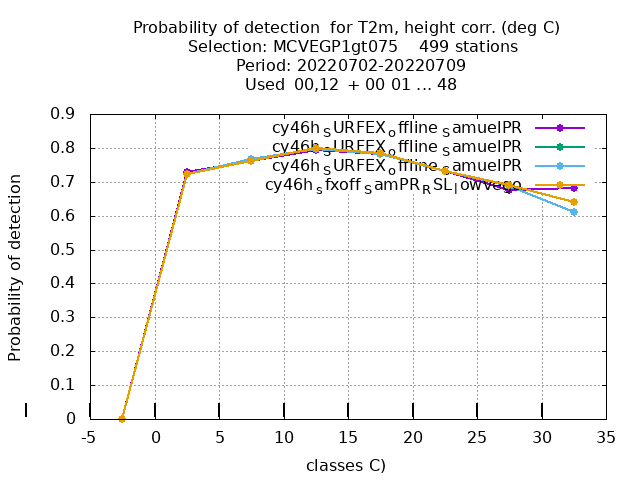 Probability of detection for T2m, height corr. (deg C)
Selection: MCVEGP1gt075 499 stations
Period: 20220702-20220709
Used 00,12 + 00 01 ... 48
cy46h_SURFEX_offline_SamuelPR
cy46h_SURFEX_offline_SamuelPR
cy46h_SURFEX_offline_SamuelPR
cy46h_sfxoff_SamPR_RSL_lowvegO
0.9
0.8
0.7
0.6
0.5
0.4
0.3
0.2
0.1
0
Probability of detection
-5 0 5 10 15 20 25 30 35
classes C)